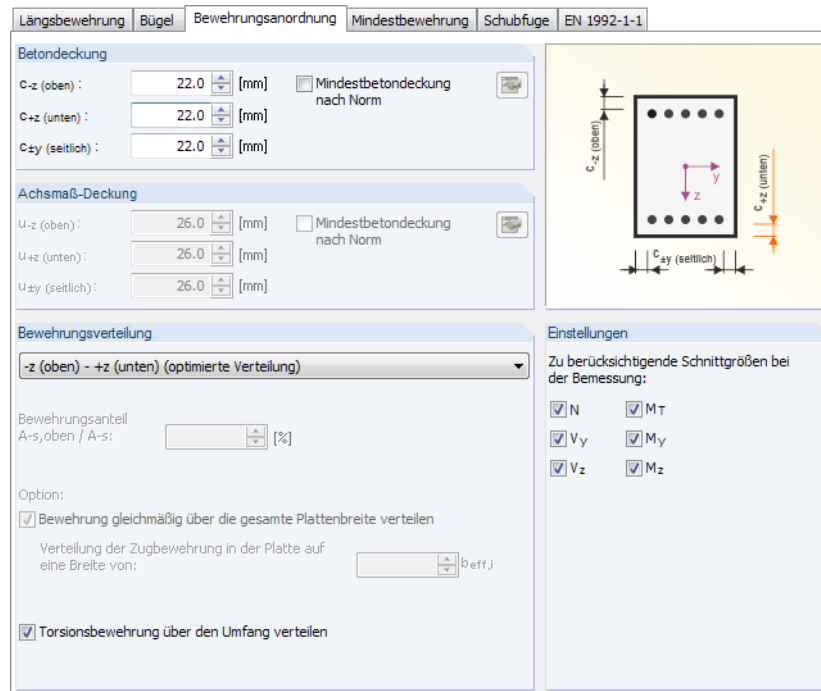 Längsbewehrung Bügel Bewehrungsanordnung Mindestbewehrung Schubfuge EN 1992-1-1
Betondeckung
c-z (oben) : 22.0 [mm] Mindestbetondeckung
nach Norm
c+z (unten) : 22.0 [mm]
c±y (seitlich) : 22.0 [mm]
Achsmaß-Deckung
u-z (oben) : 26.0 [mm] Mindestbetondeckung
nach Norm
u+z (unten) : 26.0 [mm]
u±y (seitlich) : 26.0 [mm]
c-z (oben)
y
z
c+z (unten)
c±y (seitlich)
Bewehrungsverteilung
-z (oben) - +z (unten) (optimierte Verteilung)
Bewehrungsanteil
A-s,oben / A-s: [%]
Option:
Bewehrung gleichmäßig über die gesamte Plattenbreite verteilen
Verteilung der Zugbewehrung in der Platte auf
eine Breite von: beff,i
Torsionsbewehrung über den Umfang verteilen
Einstellungen
Zu berücksichtigende Schnittgrößen bei
der Bemessung:
N MT
Vy My
Vz Mz